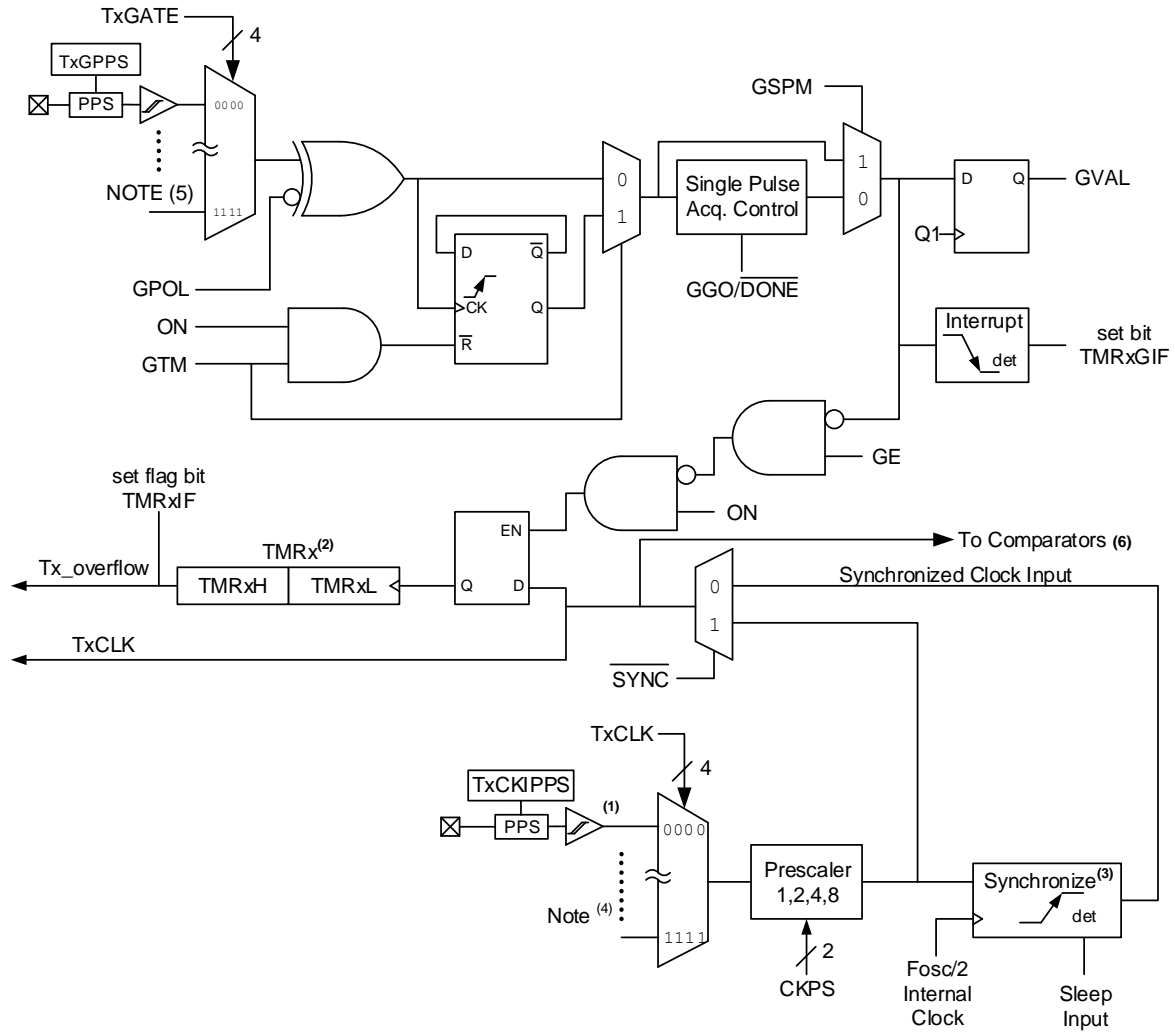 TxGATE
4
TxGPPS
PPS
0000
NOTE (5)
1111
GPOL
ON
GTM
D
Q
CK
Q
R
0
1
GSPM
Single Pulse
Acq. Control
GGO/DONE
1
0
D
Q
Q1
GVAL
Interrupt
det
set bit
TMRxGIF
GE
ON
set flag bit
TMRxIF
TMRx(2)
Tx_overflow
TMRxH
TMRxL
EN
Q
D
To Comparators (6)
Synchronized Clock Input
0
1
TxCLK
SYNC
TxCLK
4
TxCKIPPS
PPS
(1)
0000
Note (4)
1111
Prescaler
1,2,4,8
2
CKPS
Synchronize(3)
det
Fosc/2
Internal
Clock
Sleep
Input